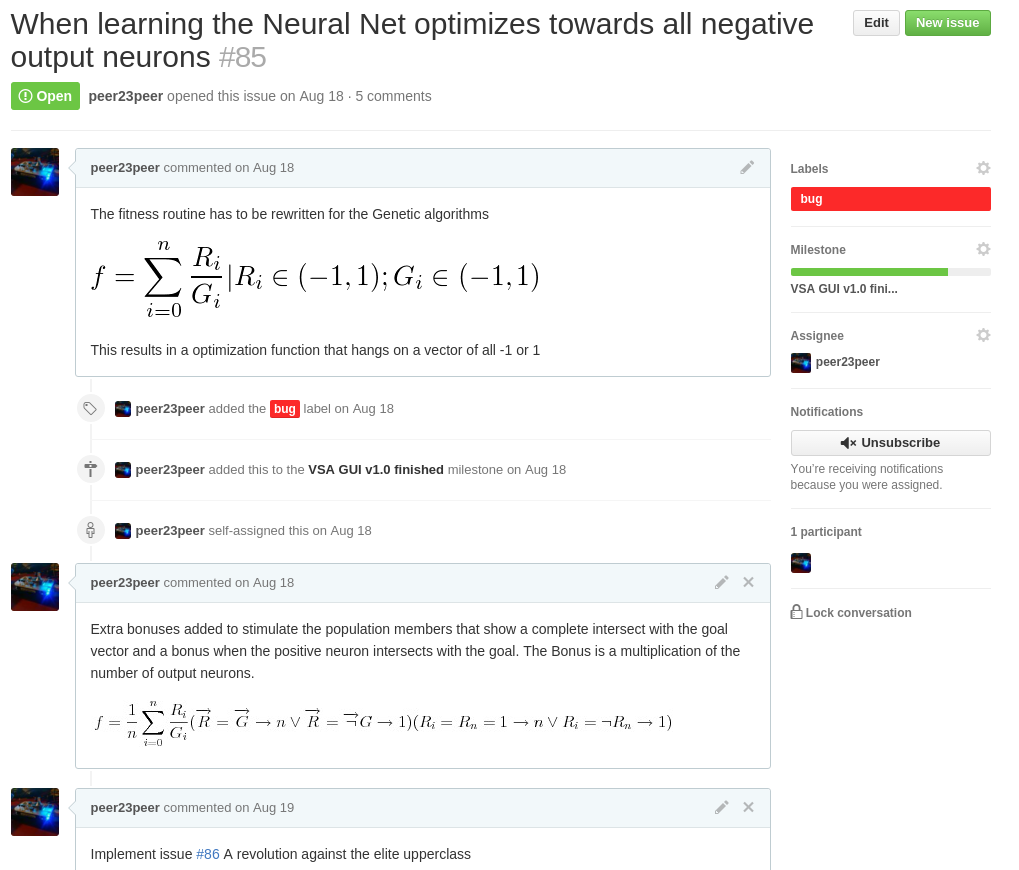 When learning the Neural Net optimizes towards all negative
output neurons #85
Edit
New issue
Open peer23peer opened this issue on Aug 18 · 5 comments
peer23peer commented on Aug 18
The fitness routine has to be rewritten for the Genetic algorithms
f = \sum_{i=0}^{n} \frac{R_i}{G_i} | R_i ∈ (−1, 1); G_i ∈ (−1, 1)
This results in a optimization function that hangs on a vector of all -1 or 1
peer23peer added the bug label on Aug 18
peer23peer added this to the VSA GUI v1.0 finished milestone on Aug 18
peer23peer self-assigned this on Aug 18
peer23peer commented on Aug 18
Extra bonuses added to stimulate the population members that show a complete intersect with the goal
vector and a bonus when the positive neuron intersects with the goal. The Bonus is a multiplication of the
number of output neurons.
f = \frac{1}{n} \sum_{i=0}^{n} \frac{R_i}{G_i} (\overrightarrow{R} = \overrightarrow{G} → n ∨ \overrightarrow{R} = \overrightarrow{¬}G → 1)(R_i = R_n = 1 → n ∨ R_i = ¬R_n → 1)
peer23peer commented on Aug 19
Implement issue #86 A revolution against the elite upperclass
Labels
bug
Milestone
VSA GUI v1.0 fini...
Assignee
peer23peer
Notifications
Unsubscribe
You're receiving notifications
because you were assigned.
1 participant
Lock conversation